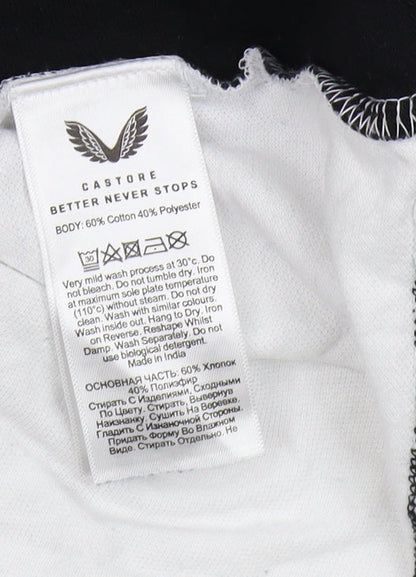 CASTORE
BETTER NEVER STOPS
BODY: 60% Cotton 40% Polyester
30
Very mild wash process at 30°c. Do
not bleach. Do not tumble dry. Iron
at maximum sole plate temperature
(110°c) without steam. Do not dry
clean. Wash with similar colours.
Wash inside out. Hang to Dry. Iron
on Reverse. Reshape Whilst
Damp. Wash Separately. Do not
use biological detergent.
Made in India
ОСНОВНАЯ ЧАСТЬ: 60% Хлопок
40% Полиэфир
Стирать С Изделиями, Сходными
По Цвету. Стирать, Вывернув
Наизнанку. Сушить На Веревке.
Гладить С Изнаночной Стороны.
Придать Форму Во Влажном
Виде. Стирать Отдельно. Не